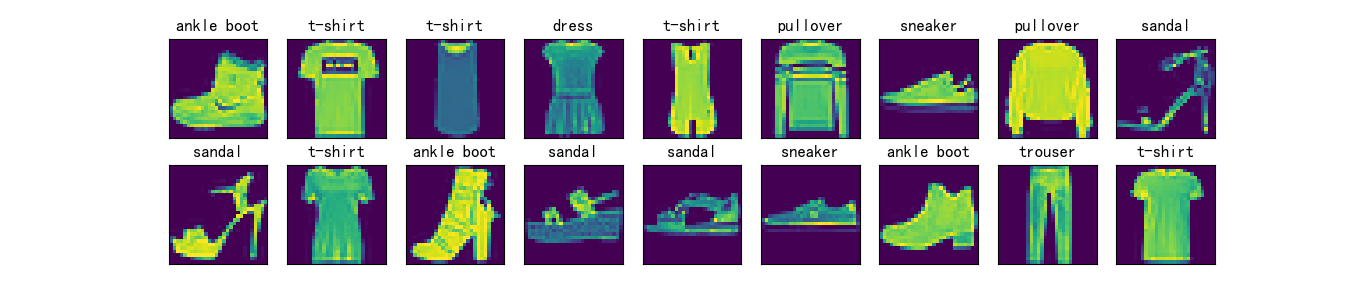 ankle boot t-shirt t-shirt dress t-shirt pullover sneaker pullover sandal
sandal t-shirt ankle boot sandal sandal sneaker ankle boot trouser t-shirt